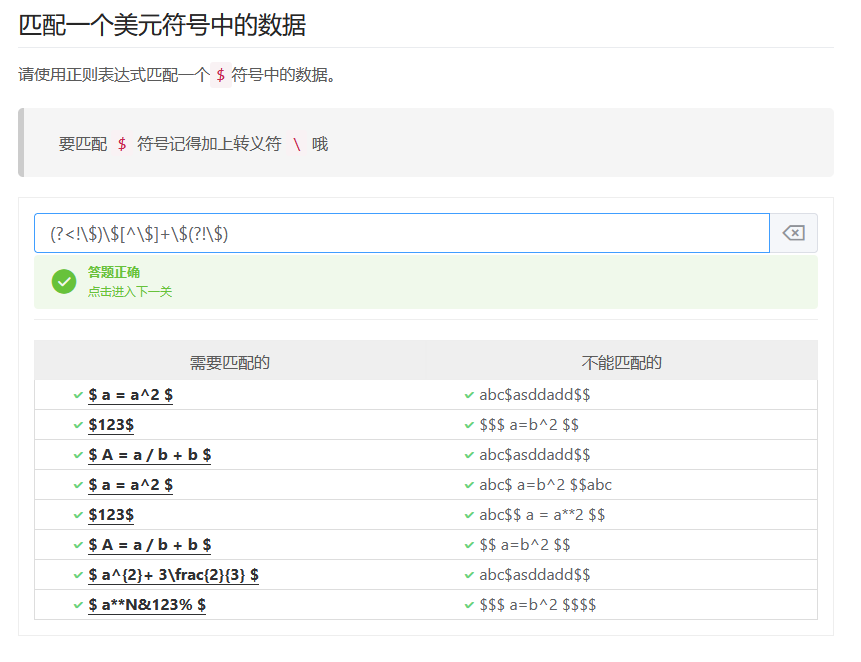 匹配一个美元符号中的数据
请使用正则表达式匹配一个 $ 符号中的数据。
要匹配 $ 符号记得加上转义符 \ 哦
(?<!\$)\$[^\$]+\$(?!\$)
答题正确
点击进入下一关
需要匹配的 不能匹配的
$ a = a^2 $ abc$asddadd$$
$123$ $$$ a=b^2 $$
$ A = a / b + b $ abc$asddadd$$
$ a = a^2 $ abc$ a=b^2 $$abc
$123$ abc$$ a = a**2 $$
$ A = a / b + b $ $$ a=b^2 $$
$ a^{2}+ 3\frac{2}{3} $ abc$asddadd$$
$ a**N&123% $ $$$ a=b^2 $$$$